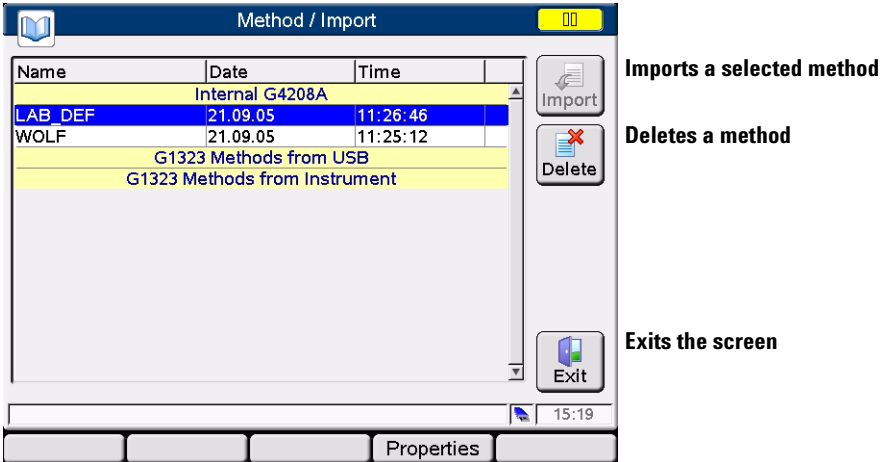 Method / Import
Name Date Time
Internal G4208A
LAB_DEF 21.09.05 11:26:46
WOLF 21.09.05 11:25:12
G1323 Methods from USB
G1323 Methods from Instrument
Import
Imports a selected method
Delete
Deletes a method
Exit
Exits the screen
15:19
Properties